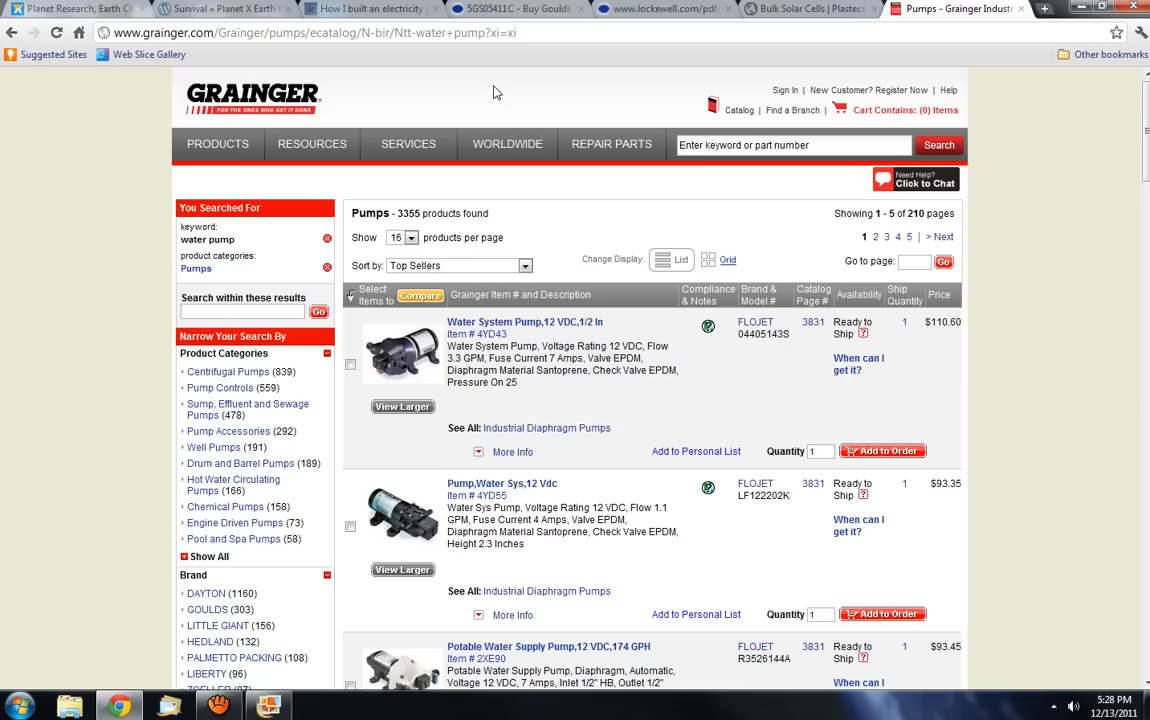 Planet Research, Earth C
Survival « Planet X Earth
How I built an electricity
5GS05411C - Buy Goulds
www.lockewell.com/pdf
Bulk Solar Cells | Plastecs
Pumps - Grainger Indust
www.grainger.com/Grainger/pumps/ecatalog/N-bir/Ntt-water+pump?xi=xi
Suggested Sites
Web Slice Gallery
Other bookmarks
GRAINGER
FOR THE ONES WHO GET IT DONE
Sign In | New Customer? Register Now | Help
Catalog | Find a Branch | Cart Contains: (0) Items
PRODUCTS
RESOURCES
SERVICES
WORLDWIDE
REPAIR PARTS
Enter keyword or part number
Search
Need Help?
Click to Chat
You Searched For
keyword:
water pump
product categories:
Pumps
Search within these results
Go
Narrow Your Search By
Product Categories
Centrifugal Pumps (839)
Pump Controls (559)
Sump, Effluent and Sewage
Pumps (478)
Pump Accessories (292)
Well Pumps (191)
Drum and Barrel Pumps (189)
Hot Water Circulating
Pumps (166)
Chemical Pumps (158)
Engine Driven Pumps (73)
Pool and Spa Pumps (58)
Show All
Brand
DAYTON (1160)
GOULDS (303)
LITTLE GIANT (156)
HEDLAND (132)
PALMETTO PACKING (108)
LIBERTY (96)
Pumps - 3355 products found
Showing 1 - 5 of 210 pages
Show 16 products per page
1 2 3 4 5 | > Next
Sort by: Top Sellers
Change Display: List Grid
Go to page: Go
Select
Items to Compare
Grainger Item # and Description
Compliance
& Notes
Brand &
Model #
Catalog
Page #
Availability
Ship
Quantity
Price
Water System Pump,12 VDC,1/2 In
Item # 4YD43
Water System Pump, Voltage Rating 12 VDC, Flow
3.3 GPM, Fuse Current 7 Amps, Valve EPDM,
Diaphragm Material Santoprene, Check Valve EPDM,
Pressure On 25
FLOJET
04405143S
3831
Ready to
Ship ?
When can I
get it?
1
$110.60
View Larger
See All: Industrial Diaphragm Pumps
More Info
Add to Personal List
Quantity 1
Add to Order
Pump,Water Sys,12 Vdc
Item # 4YD55
Water Sys Pump, Voltage Rating 12 VDC, Flow 1.1
GPM, Fuse Current 4 Amps, Valve EPDM,
Diaphragm Material Santoprene, Check Valve EPDM,
Height 2.3 Inches
FLOJET
LF122202K
3831
Ready to
Ship ?
When can I
get it?
1
$93.35
View Larger
See All: Industrial Diaphragm Pumps
More Info
Add to Personal List
Quantity 1
Add to Order
Potable Water Supply Pump,12 VDC,174 GPH
Item # 2XE90
Potable Water Supply Pump, Diaphragm, Automatic,
Voltage 12 VDC, 7 Amps, Inlet 1/2" HB, Outlet 1/2"
FLOJET
R3526144A
3831
Ready to
Ship ?
When can I
1
$93.45
5:28 PM
12/13/2011